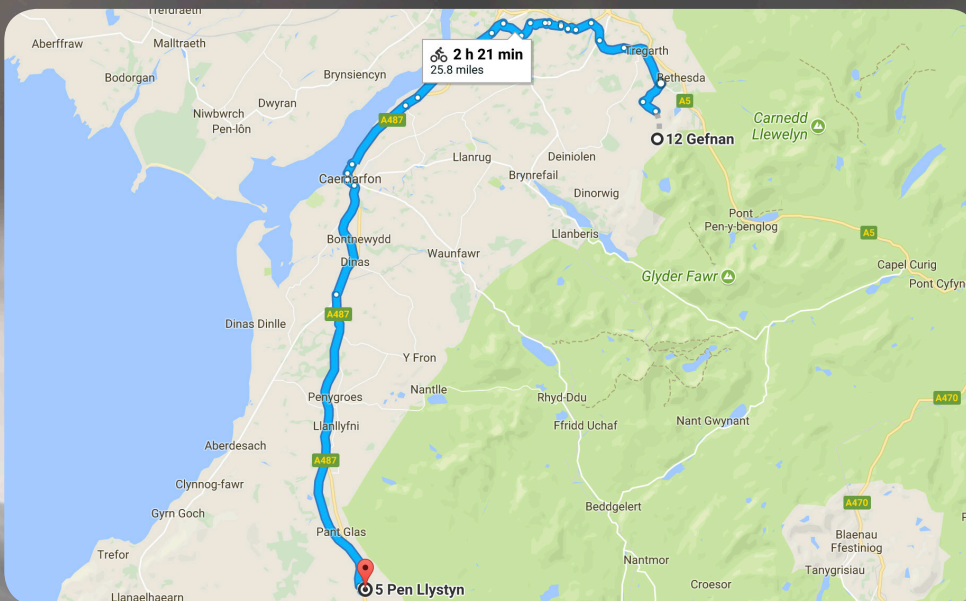 Trefdraeth
Aberffraw
Malltraeth
Tregarth
2 h 21 min
25.8 miles
Bodorgan
Brynsiencyn
Bethesda
Dwyran
A5
Niwbwrch
Pen-lôn
A487
Carnedd
Llewelyn
12 Gefnan
Llanrug
Deiniolen
Caernarfon
Brynrefail
Dinorwig
Pont
Pen-y-benglog
A5
Llanberis
Bontnewydd
Waunfawr
Dinas
Capel Curig
Glyder Fawr
Pont Cyfyn
A487
Dinas Dinlle
Y Fron
Nantlle
Penygroes
Rhyd-Ddu
A470
Llanllyfni
Ffridd Uchaf
Nant Gwynant
Aberdesach
A487
Clynnog-fawr
A470
Gyrn Goch
Beddgelert
Pant Glas
Blaenau
Ffestiniog
Trefor
Nantmor
Tanygrisiau
Croesor
5 Pen Llystyn
Llanaelhaearn